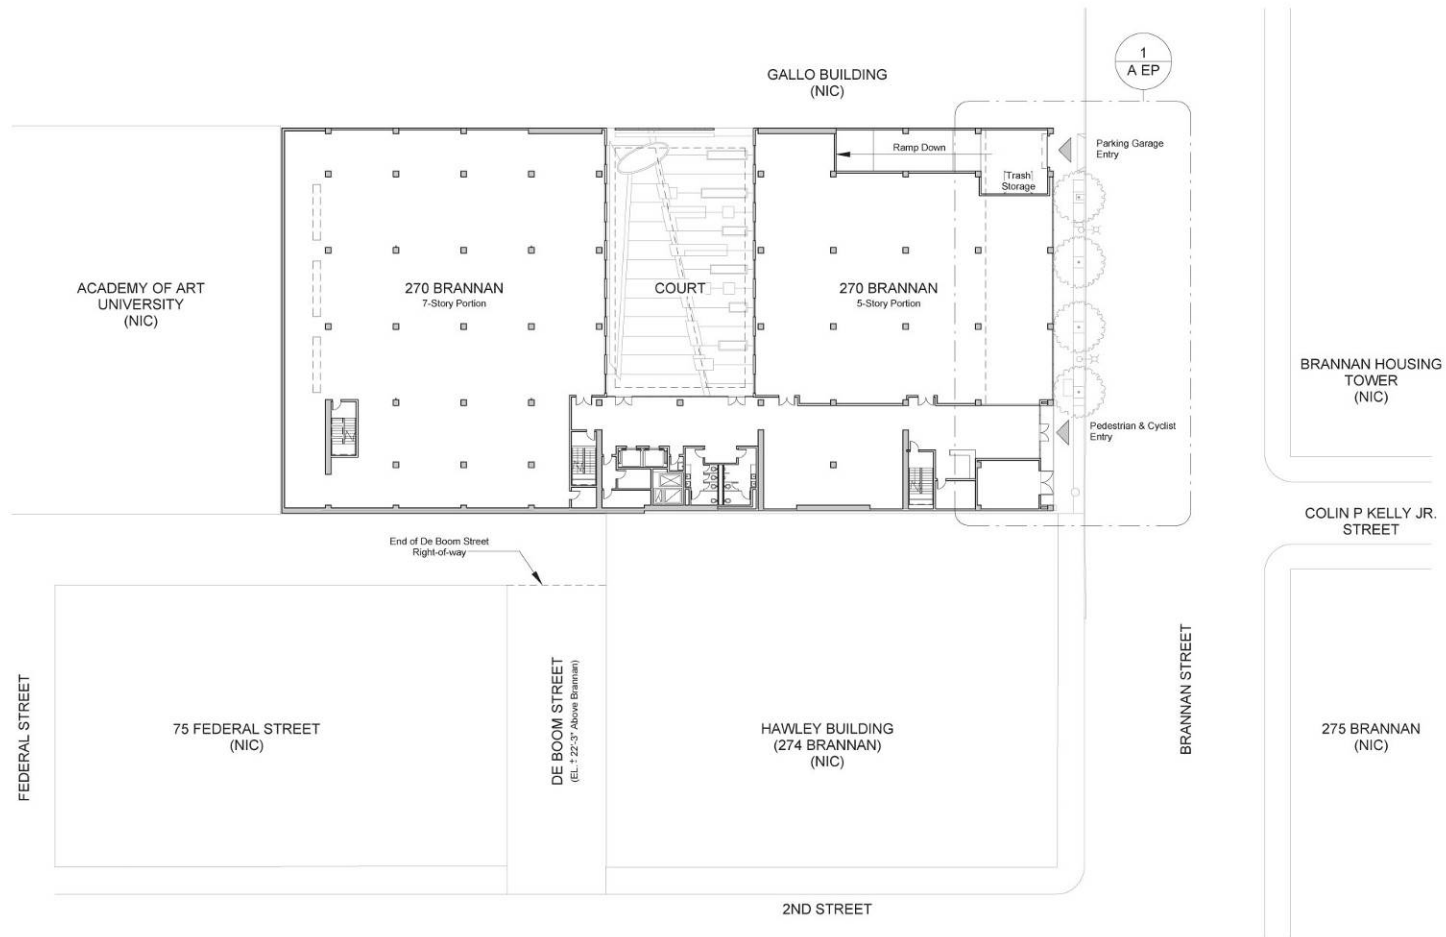 1
A EP
GALLO BUILDING
(NIC)
Ramp Down
Parking Garage
Entry
Trash
Storage
ACADEMY OF ART
UNIVERSITY
(NIC)
270 BRANNAN
7-Story Portion
COURT
270 BRANNAN
5-Story Portion
BRANNAN HOUSING
TOWER
(NIC)
Pedestrian & Cyclist
Entry
COLIN P KELLY JR.
STREET
End of De Boom Street
Right-of-way
FEDERAL STREET
75 FEDERAL STREET
(NIC)
DE BOOM STREET
(EL.± 22'-3" Above Brannan)
HAWLEY BUILDING
(274 BRANNAN)
(NIC)
BRANNAN STREET
275 BRANNAN
(NIC)
2ND STREET